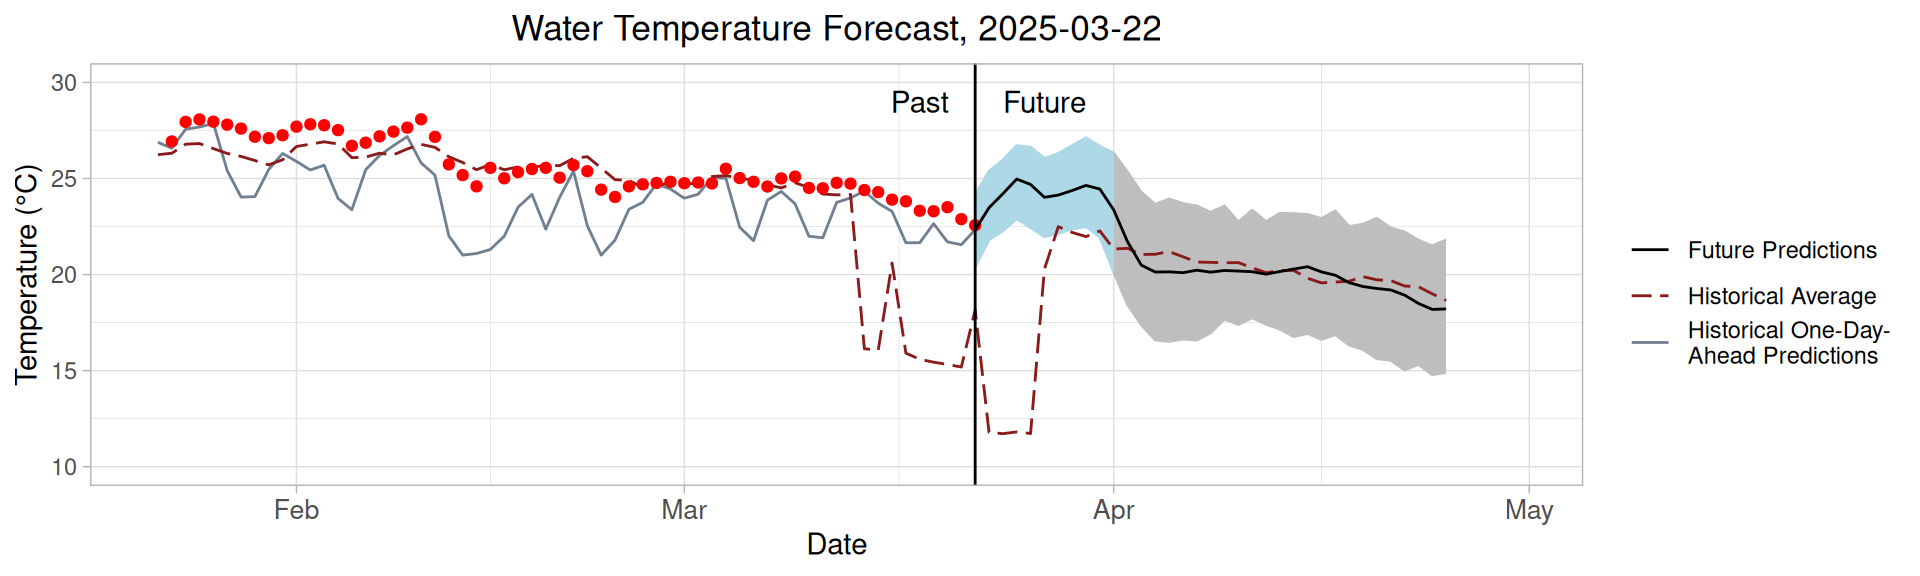 Water Temperature Forecast, 2025-03-22
30
25
20
15
10
Temperature (°C)
Past
Future
Feb
Mar
Apr
May
Date
Future Predictions
Historical Average
Historical One-Day-
Ahead Predictions